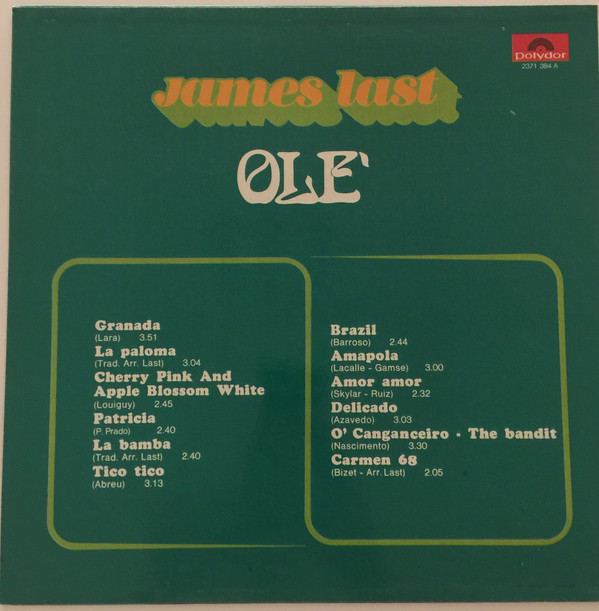 Polydor
2371 384 A
James last
OLE'
Granada
(Lara) 3.51
La paloma
(Trad. Arr. Last) 3.04
Cherry Pink And
Apple Blossom White
(Louiguy) 2.45
Patricia
(P. Prado) 2.40
La bamba
(Trad. Arr. Last) 2.40
Tico tico
(Abreu) 3.13
Brazil
(Barroso) 2.44
Amapola
(Lacalle - Gamse) 3.00
Amor amor
(Skylar - Ruiz) 2.32
Delicado
(Azavedo) 3.03
O' Canganceiro - The bandit
(Nascimento) 3.30
Carmen 68
(Bizet - Arr. Last) 2.05